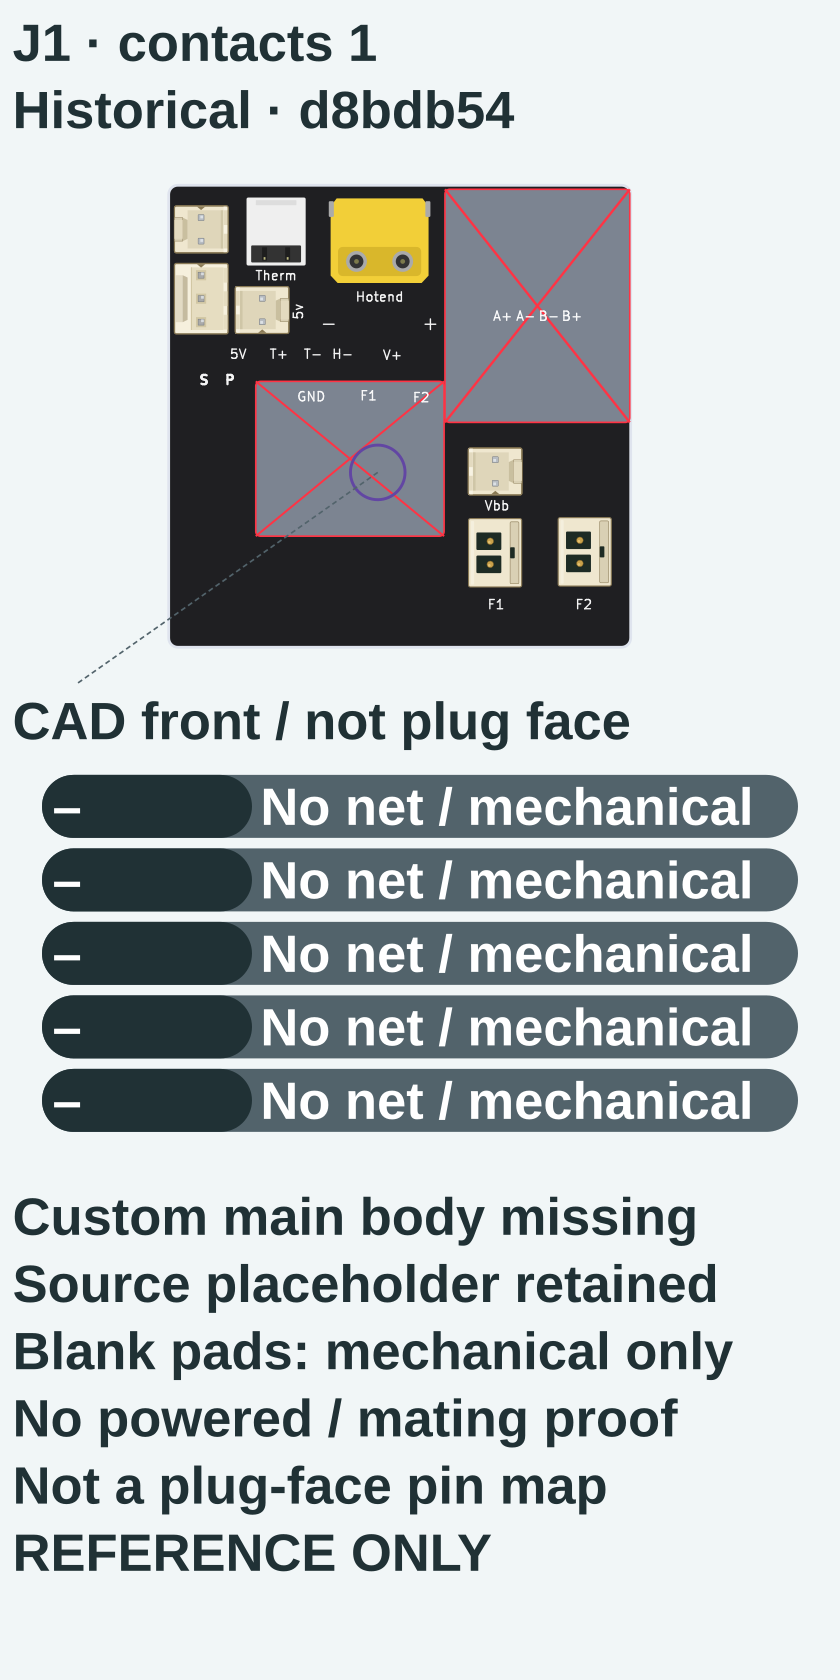 J1 · contacts 1
Historical · d8bdb54
Therm
Hotend
5v
− +
A+ A− B− B+
5V T+ T− H− V+
S P
GND F1 F2
Vbb
F1 F2
CAD front / not plug face
– No net / mechanical
– No net / mechanical
– No net / mechanical
– No net / mechanical
– No net / mechanical
Custom main body missing
Source placeholder retained
Blank pads: mechanical only
No powered / mating proof
Not a plug-face pin map
REFERENCE ONLY